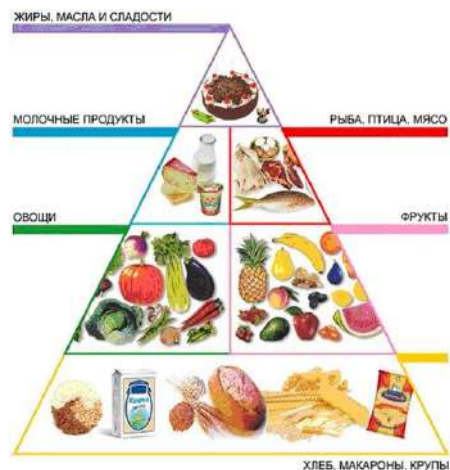 ЖИРЫ, МАСЛА И СЛАДОСТИ
МОЛОЧНЫЕ ПРОДУКТЫ
РЫБА, ПТИЦА, МЯСО
ОВОЩИ
ФРУКТЫ
ХЛЕБ, МАКАРОНЫ, КРУПЫ